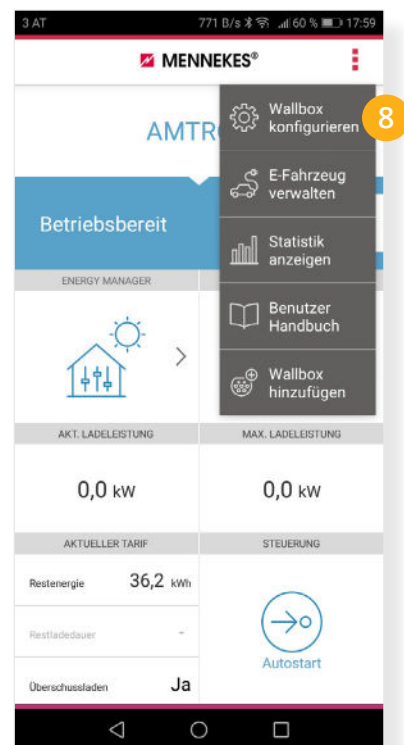 3 AT 771 B/s 60 % 17:59
MENNEKES®
AMTR
Wallbox
konfigurieren
8
E-Fahrzeug
verwalten
Statistik
anzeigen
Benutzer
Handbuch
Wallbox
hinzufügen
Betriebsbereit
ENERGY MANAGER
AKT. LADELEISTUNG
MAX. LADELEISTUNG
0,0 kW
0,0 kW
AKTUELLER TARIF
STEUERUNG
Restenergie 36,2 kWh
Restladedauer -
Überschussladen Ja
Autostart